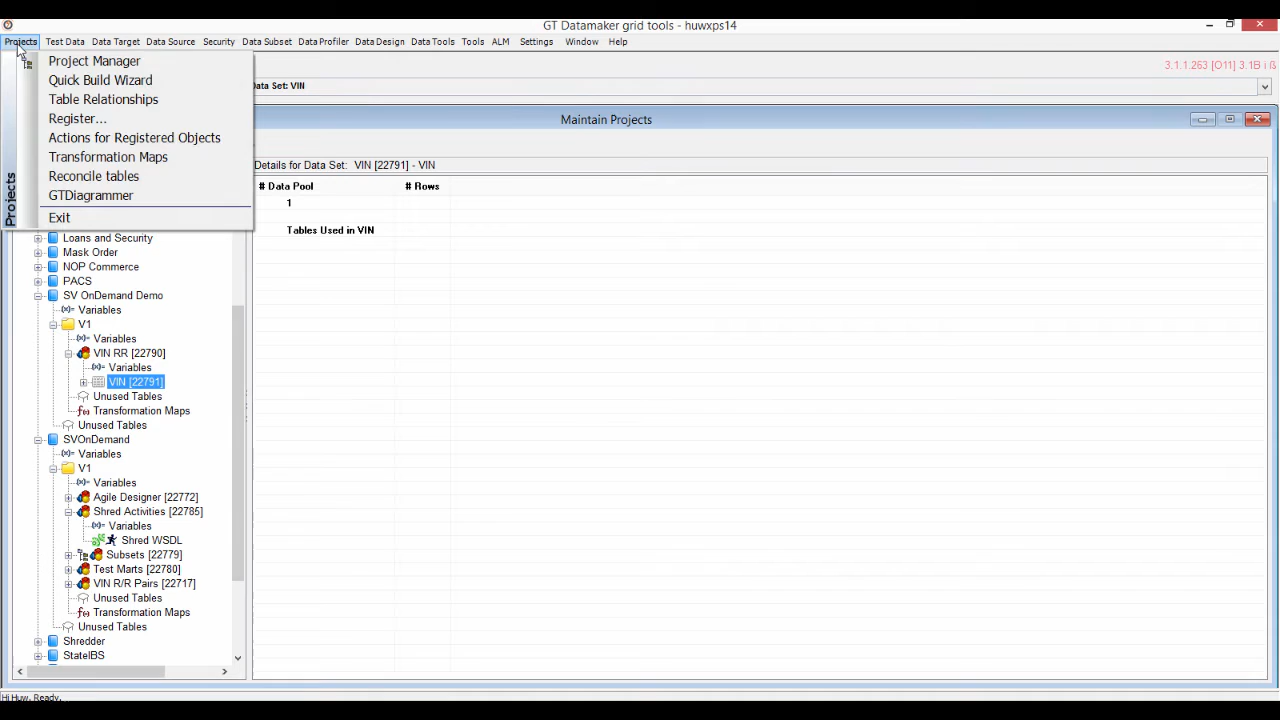 GT Datamaker grid tools - huwxps14
Projects Test Data Data Target Data Source Security Data Subset Data Profiler Data Design Data Tools Tools ALM Settings Window Help
Project Manager
Quick Build Wizard
Table Relationships
Register...
Actions for Registered Objects
Transformation Maps
Reconcile tables
GTDiagrammer
Exit
Projects
3.1.1.263 [O11] 3.1B i ß
Data Set: VIN
Maintain Projects
Details for Data Set: VIN [22791] - VIN
# Data Pool # Rows
1
Tables Used in VIN
Loans and Security
Mask Order
NOP Commerce
PACS
SV OnDemand Demo
(x)= Variables
V1
(x)= Variables
VIN RR [22790]
(x)= Variables
VIN [22791]
Unused Tables
f(x) Transformation Maps
Unused Tables
SVOnDemand
(x)= Variables
V1
(x)= Variables
Agile Designer [22772]
Shred Activities [22785]
(x)= Variables
Shred WSDL
Subsets [22779]
Test Marts [22780]
VIN R/R Pairs [22717]
Unused Tables
f(x) Transformation Maps
Unused Tables
Shredder
StateIBS
Hi Huw, Ready.